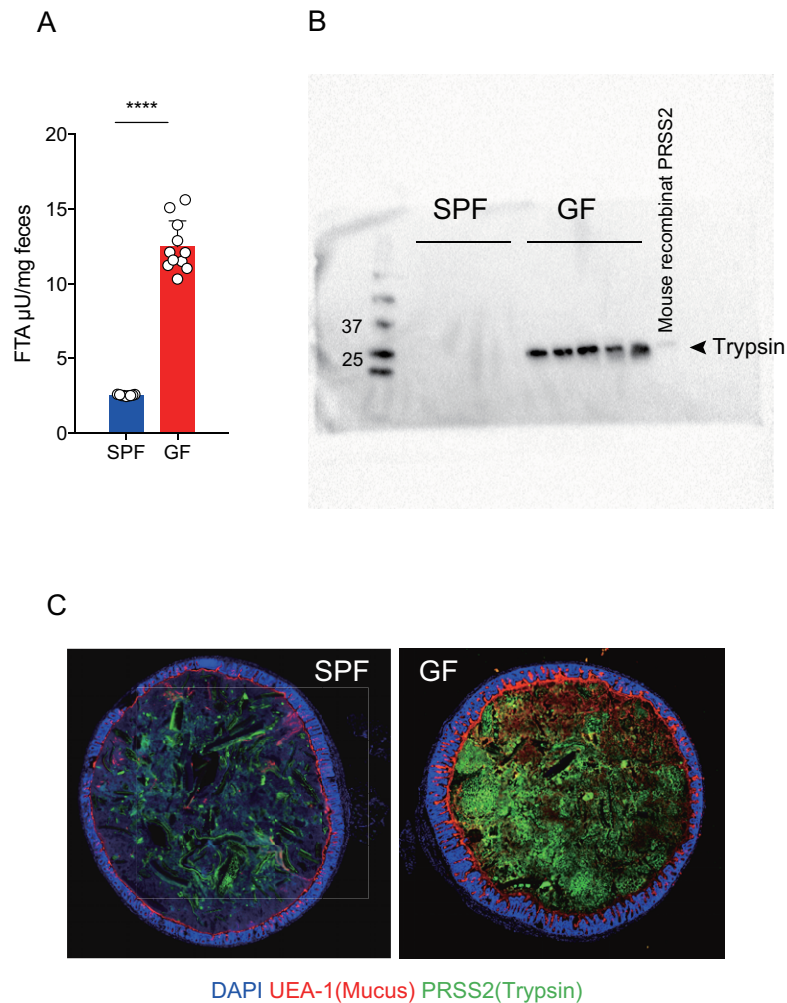 A
****
20
15
10
5
0
FTA µU/mg feces
SPF
GF
B
SPF
GF
Mouse recombinat PRSS2
37
25
Trypsin
C
SPF
GF
DAPI UEA-1(Mucus) PRSS2(Trypsin)